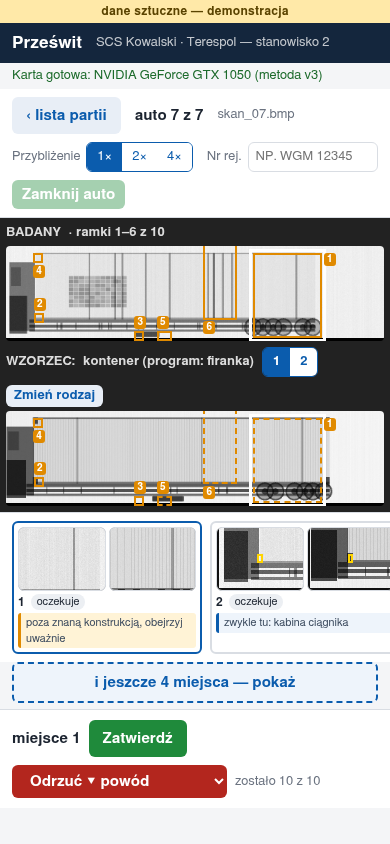 dane sztuczne — demonstracja
Prześwit SCS Kowalski · Terespol — stanowisko 2
Karta gotowa: NVIDIA GeForce GTX 1050 (metoda v3)
‹ lista partii auto 7 z 7 skan_07.bmp
Przybliżenie 1× 2× 4× Nr rej. NP. WGM 12345
Zamknij auto
BADANY · ramki 1–6 z 10
1
4
2
3 5
6
WZORZEC: kontener (program: firanka) 1 2
Zmień rodzaj
1
4
2
3 5
6
1 oczekuje
poza znaną konstrukcją, obejrzyj
uważnie
2 oczekuje
zwykle tu: kabina ciągnika
i jeszcze 4 miejsca — pokaż
miejsce 1 Zatwierdź
Odrzuć ▾ powód zostało 10 z 10